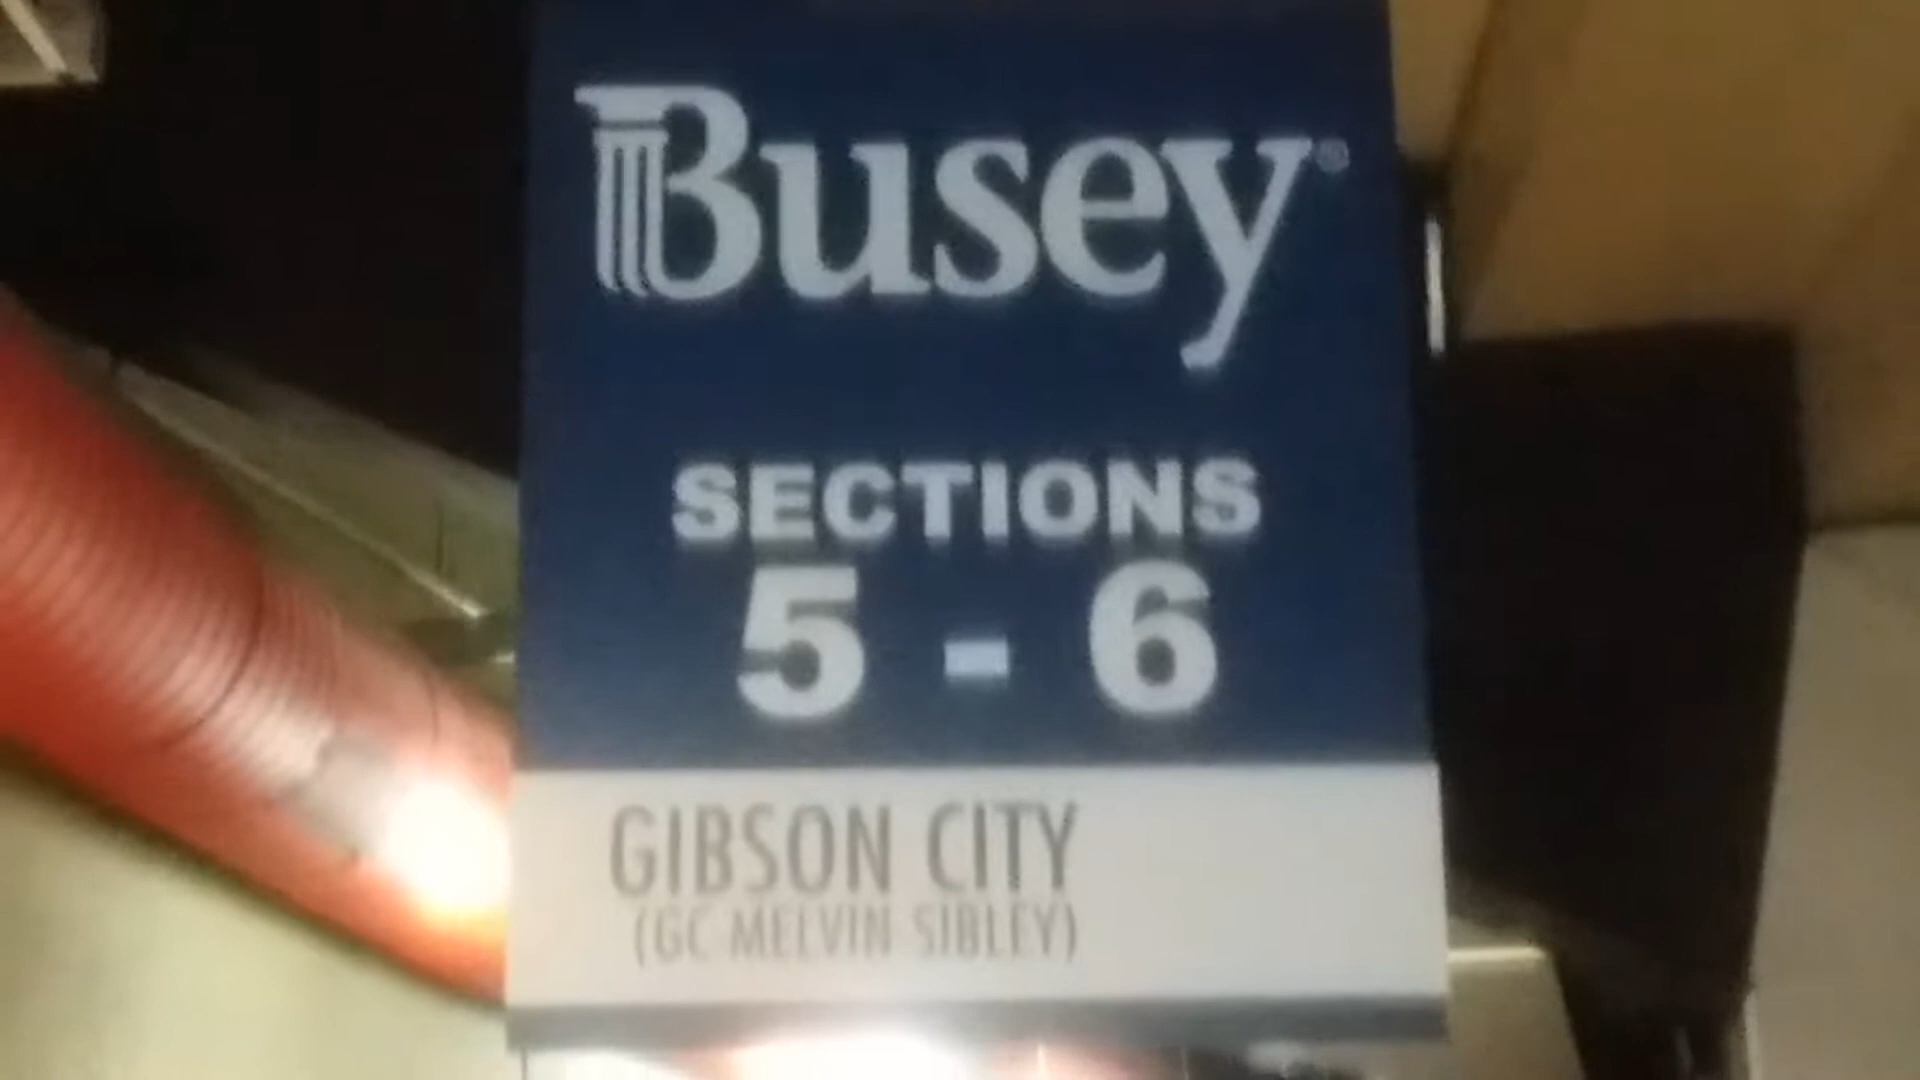 Busey®
SECTIONS
5 - 6
GIBSON CITY
(GC MELVIN SIBLEY)